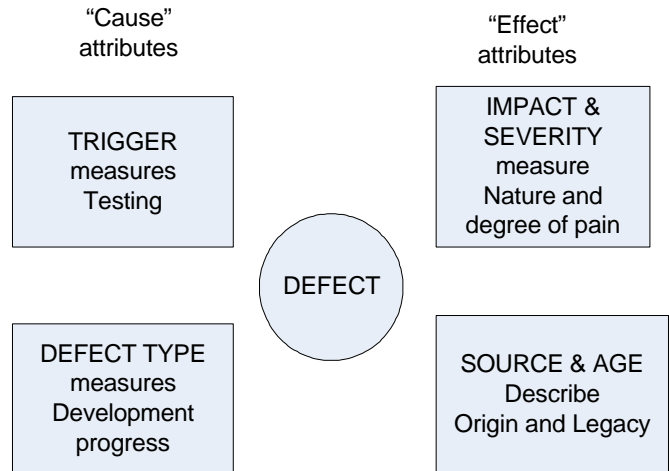 “Cause”
attributes
“Effect”
attributes
TRIGGER
measures
Testing
IMPACT &
SEVERITY
measure
Nature and
degree of pain
DEFECT
DEFECT TYPE
measures
Development
progress
SOURCE & AGE
Describe
Origin and Legacy